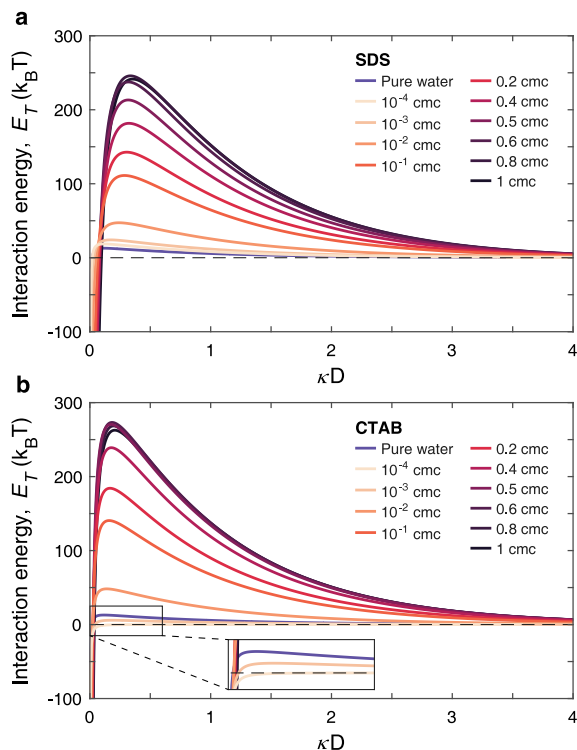 a
300
200
100
0
-100
Interaction energy, E_T (k_BT)
SDS
Pure water
10⁻⁴ cmc
10⁻³ cmc
10⁻² cmc
10⁻¹ cmc
0.2 cmc
0.4 cmc
0.5 cmc
0.6 cmc
0.8 cmc
1 cmc
0 1 2 3 4
κD
b
300
200
100
0
-100
Interaction energy, E_T (k_BT)
CTAB
Pure water
10⁻⁴ cmc
10⁻³ cmc
10⁻² cmc
10⁻¹ cmc
0.2 cmc
0.4 cmc
0.5 cmc
0.6 cmc
0.8 cmc
1 cmc
0 1 2 3 4
κD